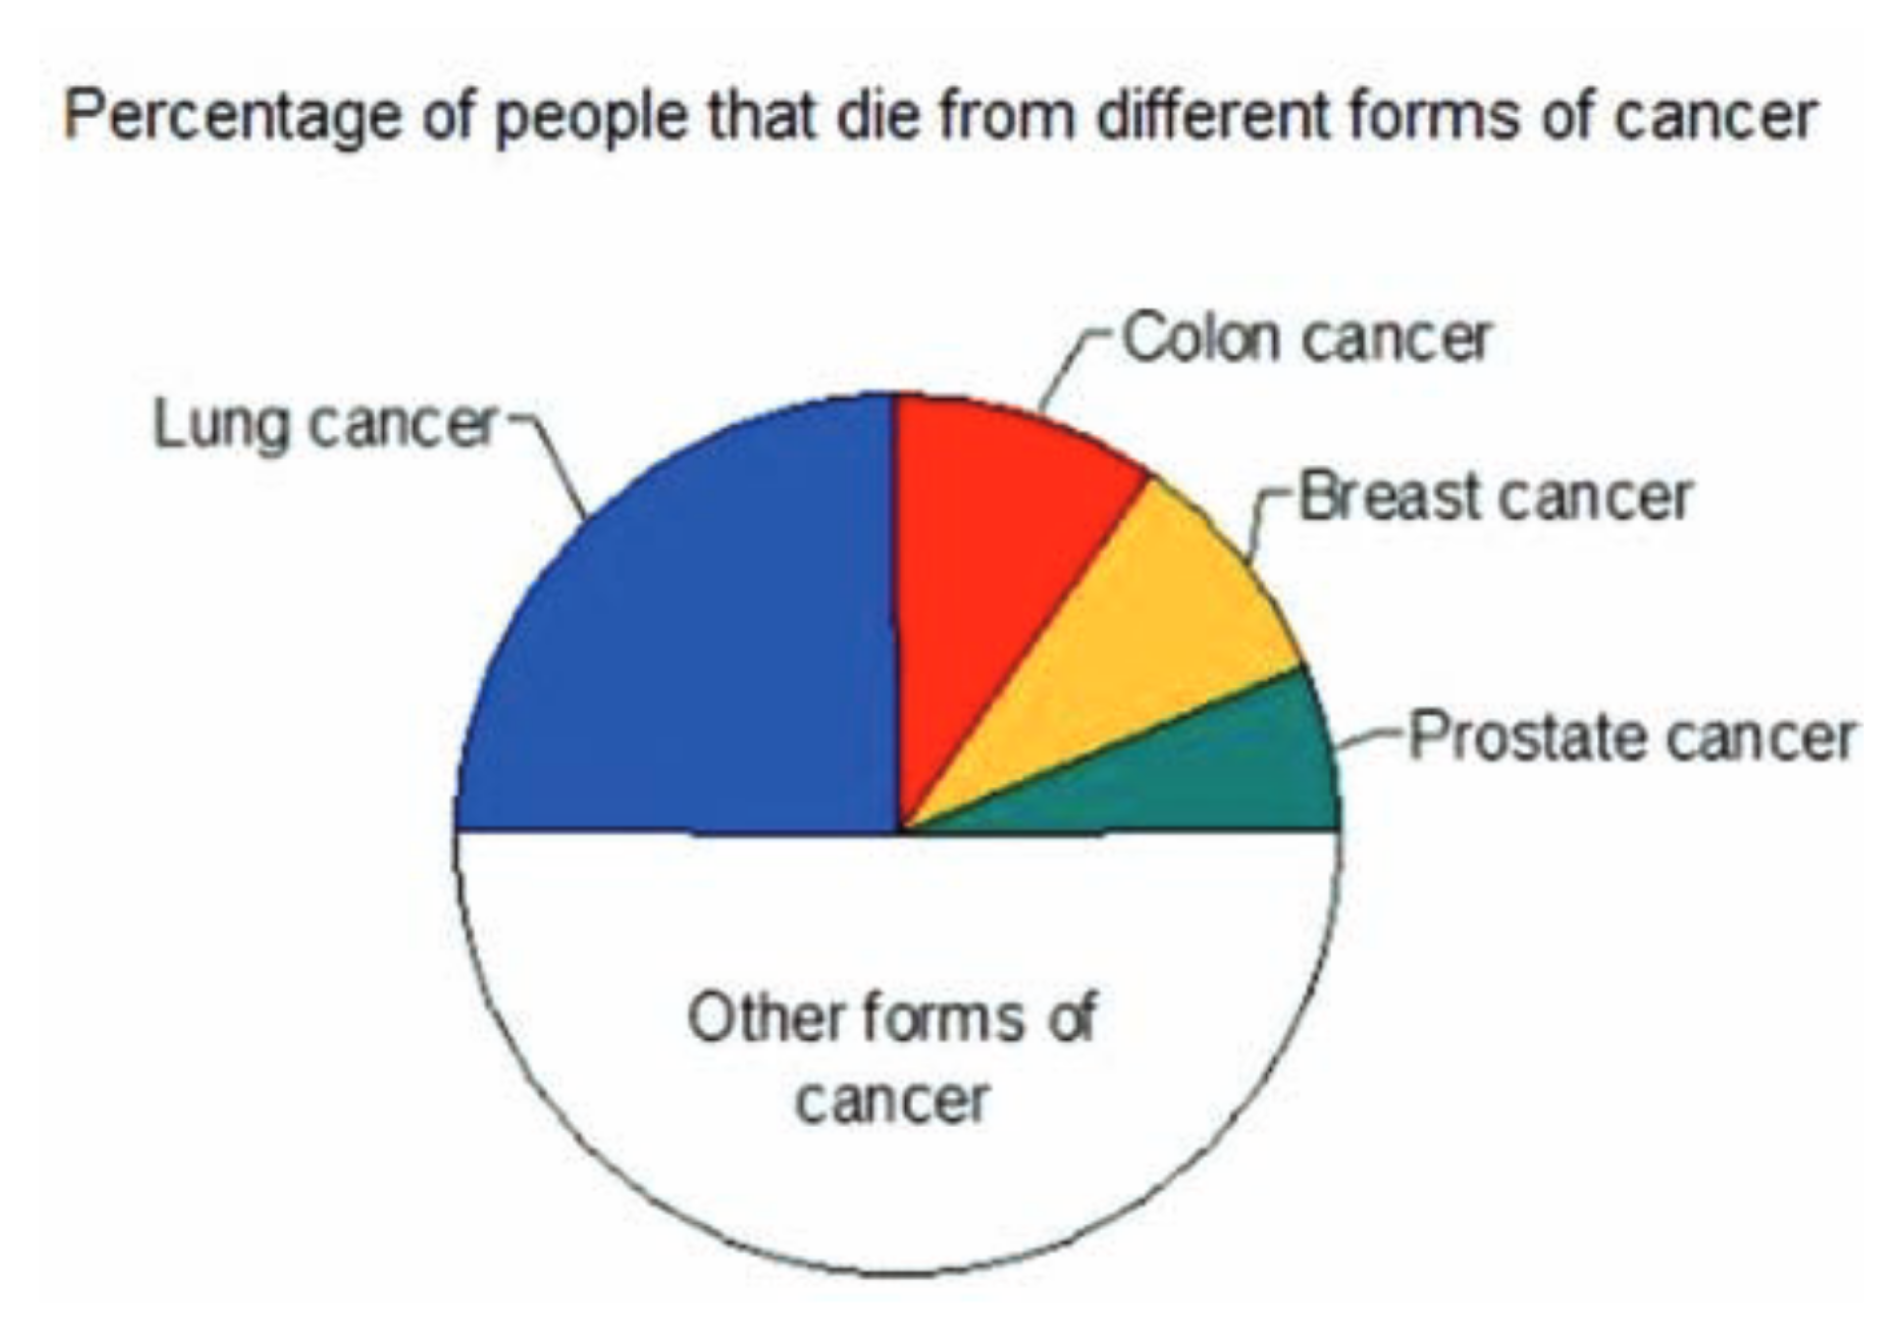 Percentage of people that die from different forms of cancer
Colon cancer
Lung cancer
Breast cancer
Prostate cancer
Other forms of
cancer